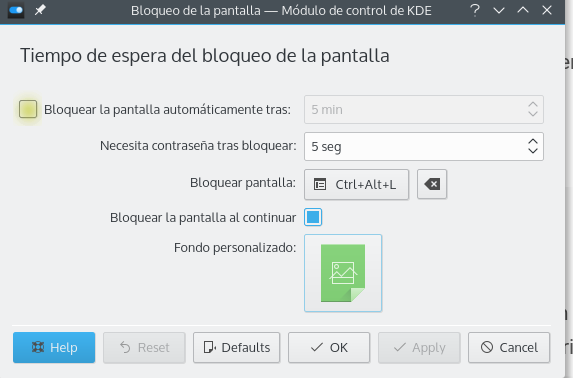 Bloqueo de la pantalla — Módulo de control de KDE
Tiempo de espera del bloqueo de la pantalla
Bloquear la pantalla automáticamente tras: 5 min
Necesita contraseña tras bloquear: 5 seg
Bloquear pantalla: Ctrl+Alt+L
Bloquear la pantalla al continuar
Fondo personalizado:
Help Reset Defaults OK Apply Cancel